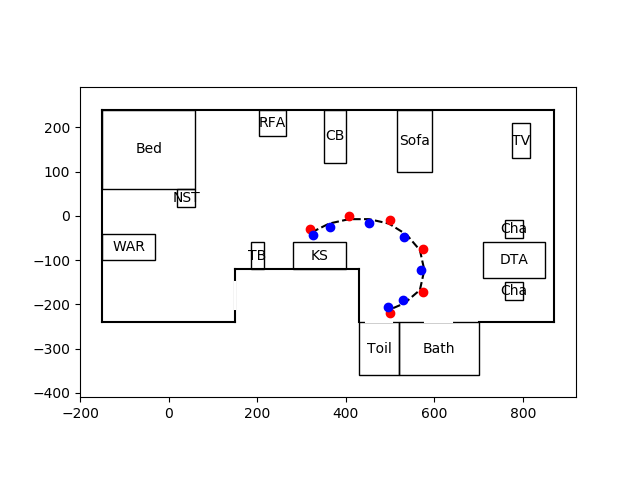 RFA
CB
Sofa
TV
Bed
NST
Cha
WAR
TB
KS
DTA
Cha
Toil
Bath
200
100
0
−100
−200
−300
−400
−200
0
200
400
600
800